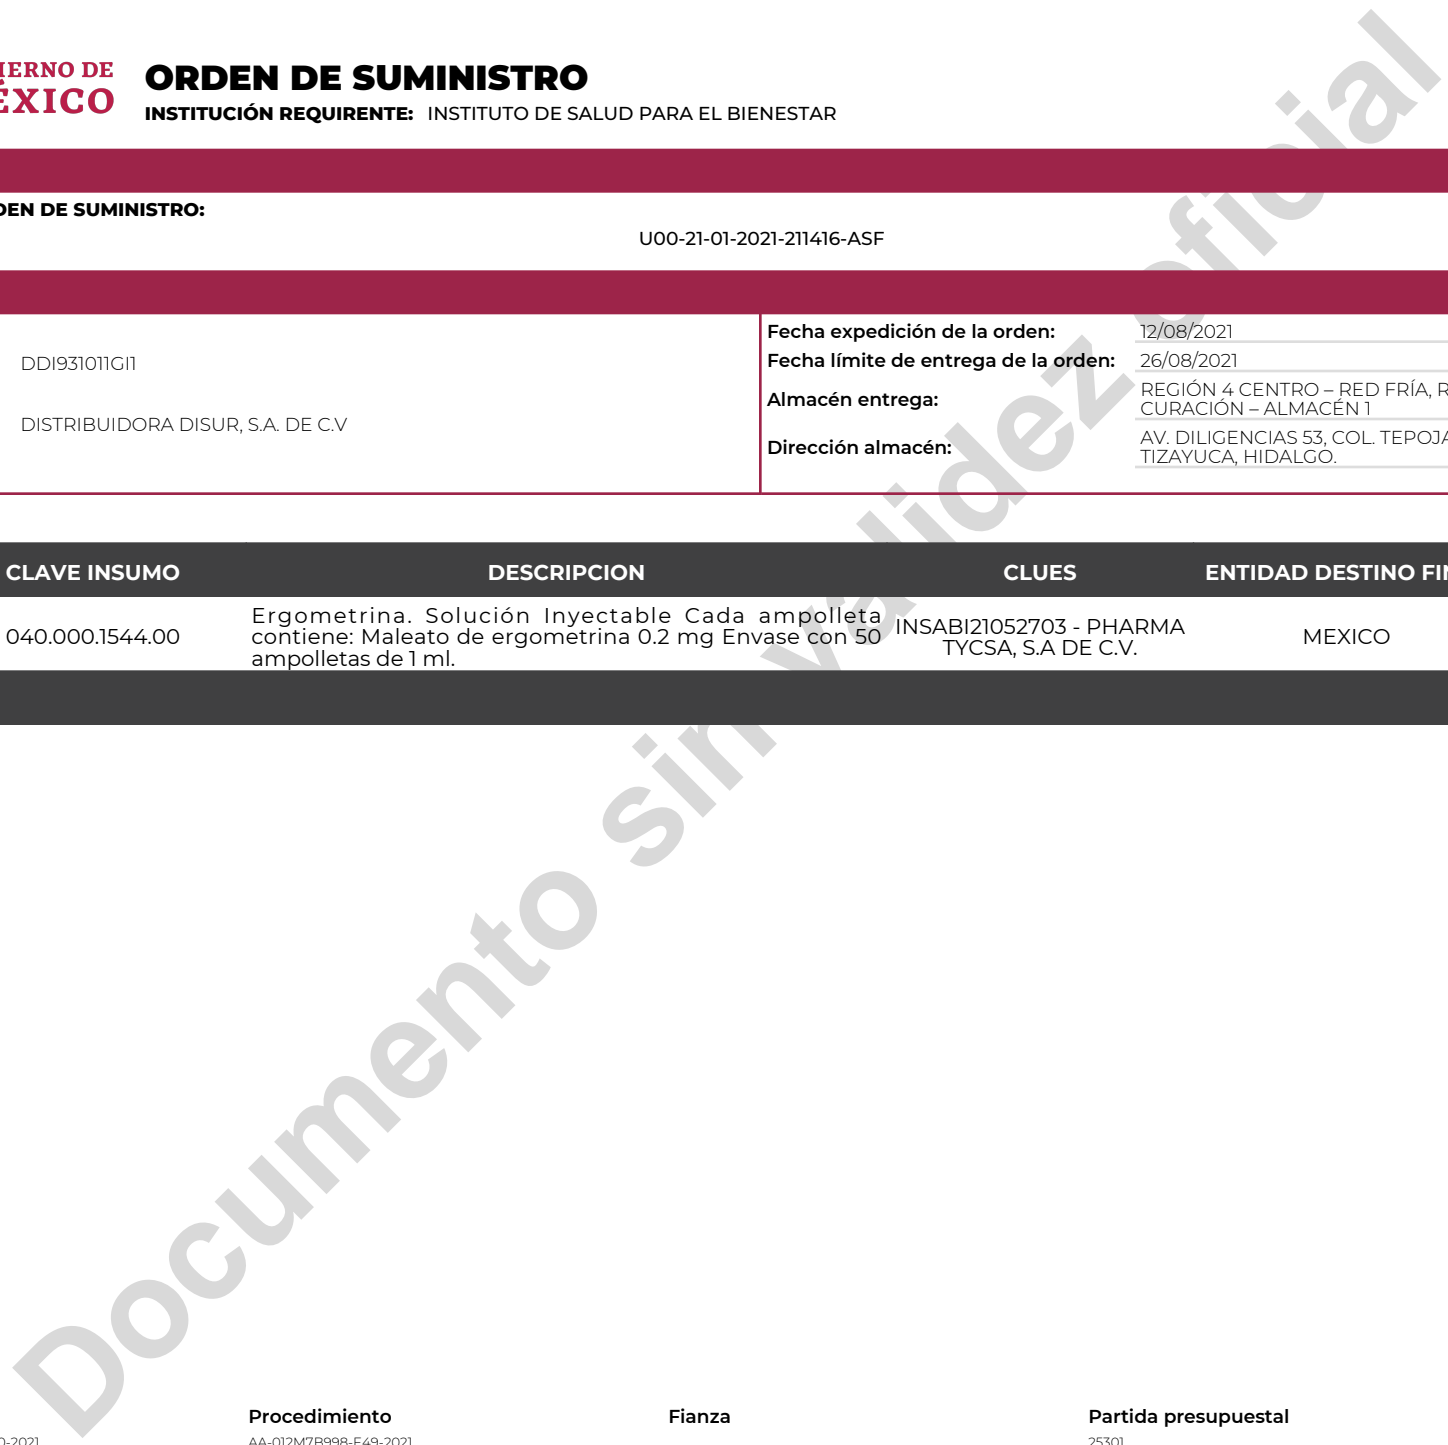 IERNO DE
ÉXICO
ORDEN DE SUMINISTRO
INSTITUCIÓN REQUIRENTE: INSTITUTO DE SALUD PARA EL BIENESTAR
DEN DE SUMINISTRO:
U00-21-01-2021-211416-ASF
DDI931011GI1
DISTRIBUIDORA DISUR, S.A. DE C.V
Fecha expedición de la orden: 12/08/2021
Fecha límite de entrega de la orden: 26/08/2021
Almacén entrega: REGIÓN 4 CENTRO – RED FRÍA, R
CURACIÓN – ALMACÉN 1
Dirección almacén: AV. DILIGENCIAS 53, COL. TEPOJA
TIZAYUCA, HIDALGO.
CLAVE INSUMO DESCRIPCION CLUES ENTIDAD DESTINO FIN
040.000.1544.00
Ergometrina. Solución Inyectable Cada ampolleta
contiene: Maleato de ergometrina 0.2 mg Envase con 50
ampolletas de 1 ml.
INSABI21052703 - PHARMA
TYCSA, S.A DE C.V.
MEXICO
Documento sin validez oficial
Procedimiento Fianza Partida presupuestal
0-2021 AA-012M7B998-E49-2021 25301